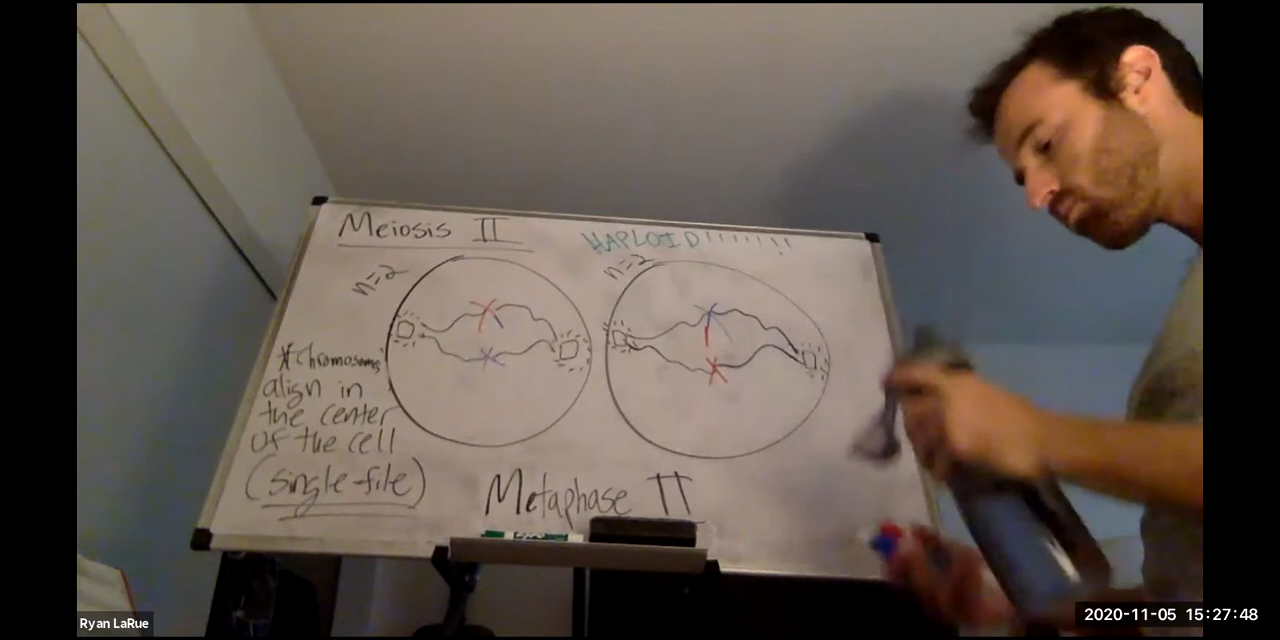 Meiosis II
HAPLOID!!!!!!!
n=2
n=2
*Chromosomes
align in
the center
of the cell
(single-file)
Metaphase II
EXPO
Ryan LaRue
2020-11-05 15:27:48